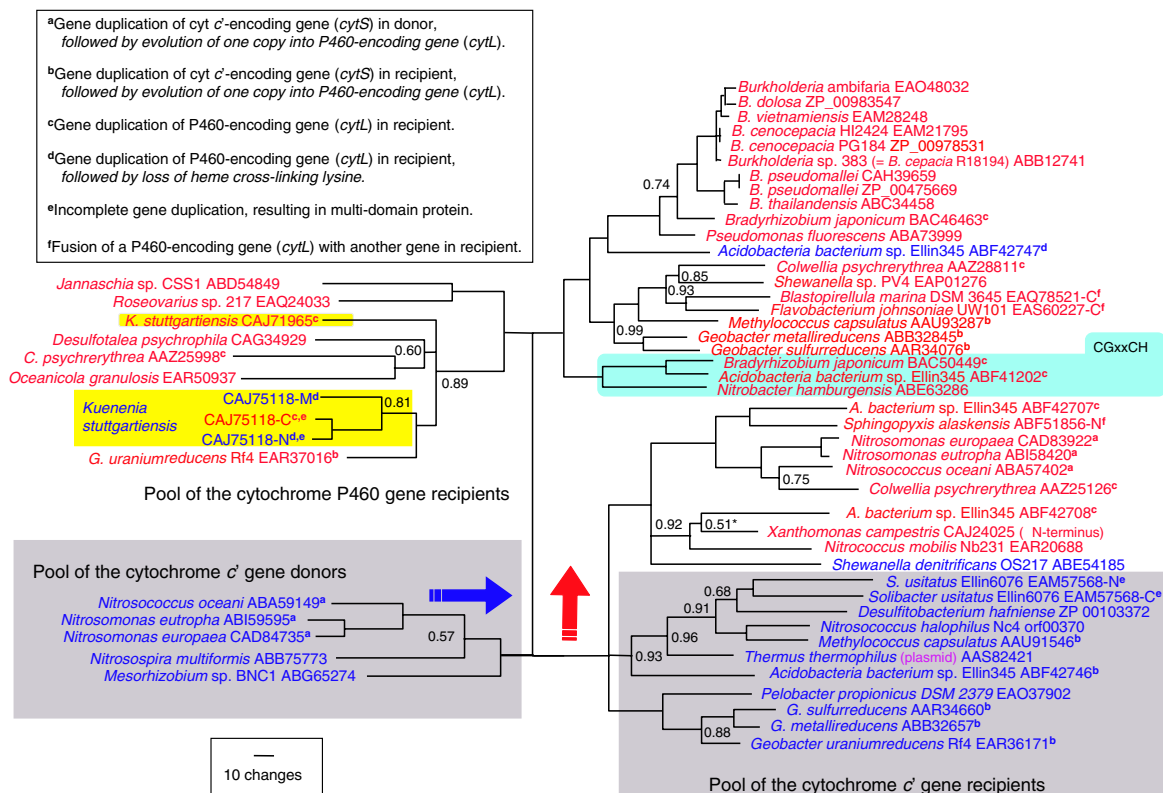 ᵃGene duplication of cyt c′-encoding gene (cytS) in donor,
followed by evolution of one copy into P460-encoding gene (cytL).
ᵇGene duplication of cyt c′-encoding gene (cytS) in recipient,
followed by evolution of one copy into P460-encoding gene (cytL).
ᶜGene duplication of P460-encoding gene (cytL) in recipient.
ᵈGene duplication of P460-encoding gene (cytL) in recipient,
followed by loss of heme cross-linking lysine.
ᵉIncomplete gene duplication, resulting in multi-domain protein.
ᶠFusion of a P460-encoding gene (cytL) with another gene in recipient.
Jannaschia sp. CSS1 ABD54849
Roseovarius sp. 217 EAQ24033
K. stuttgartiensis CAJ71965ᶜ
Desulfotalea psychrophila CAG34929
0.60
C. psychrerythrea AAZ25998ᶜ
Oceanicola granulosis EAR50937
0.89
CAJ75118-Mᵈ
0.81
Kuenenia
stuttgartiensis
CAJ75118-Cᶜ,ᵉ
CAJ75118-Nᵈ,ᵉ
G. uraniumreducens Rf4 EAR37016ᵇ
Pool of the cytochrome P460 gene recipients
Pool of the cytochrome c′ gene donors
Nitrosococcus oceani ABA59149ᵃ
Nitrosomonas eutropha ABI59595ᵃ
Nitrosomonas europaea CAD84735ᵃ
0.57
Nitrosospira multiformis ABB75773
Mesorhizobium sp. BNC1 ABG65274
10 changes
Burkholderia ambifaria EAO48032
B. dolosa ZP_00983547
B. vietnamiensis EAM28248
B. cenocepacia HI2424 EAM21795
B. cenocepacia PG184 ZP_00978531
Burkholderia sp. 383 (= B. cepacia R18194) ABB12741
B. pseudomallei CAH39659
0.74
B. pseudomallei ZP_00475669
B. thailandensis ABC34458
Bradyrhizobium japonicum BAC46463ᶜ
Pseudomonas fluorescens ABA73999
Acidobacteria bacterium sp. Ellin345 ABF42747ᵈ
Colwellia psychrerythrea AAZ28811ᶜ
0.85
Shewanella sp. PV4 EAP01276
0.93
Blastopirellula marina DSM 3645 EAQ78521-Cᶠ
Flavobacterium johnsoniae UW101 EAS60227-Cᶠ
Methylococcus capsulatus AAU93287ᵇ
0.99
Geobacter metallireducens ABB32845ᵇ
Geobacter sulfurreducens AAR34076ᵇ
CGxxCH
Bradyrhizobium japonicum BAC50449ᶜ
Acidobacteria bacterium sp. Ellin345 ABF41202ᶜ
Nitrobacter hamburgensis ABE63286
A. bacterium sp. Ellin345 ABF42707ᶜ
Sphingopyxis alaskensis ABF51856-Nᶠ
Nitrosomonas europaea CAD83922ᵃ
Nitrosomonas eutropha ABI58420ᵃ
Nitrosococcus oceani ABA57402ᵃ
0.75
Colwellia psychrerythrea AAZ25126ᶜ
A. bacterium sp. Ellin345 ABF42708ᶜ
0.92
0.51*
Xanthomonas campestris CAJ24025 ( N-terminus)
Nitrococcus mobilis Nb231 EAR20688
Shewanella denitrificans OS217 ABE54185
S. usitatus Ellin6076 EAM57568-Nᵉ
0.68
Solibacter usitatus Ellin6076 EAM57568-Cᵉ
0.91
Desulfitobacterium hafniense ZP 00103372
Nitrosococcus halophilus Nc4 orf00370
0.96
Methylococcus capsulatus AAU91546ᵇ
0.93
Thermus thermophilus (plasmid) AAS82421
Acidobacteria bacterium sp. Ellin345 ABF42746ᵇ
Pelobacter propionicus DSM 2379 EAO37902
G. sulfurreducens AAR34660ᵇ
0.88
G. metallireducens ABB32657ᵇ
Geobacter uraniumreducens Rf4 EAR36171ᵇ
Pool of the cytochrome c′ gene recipients